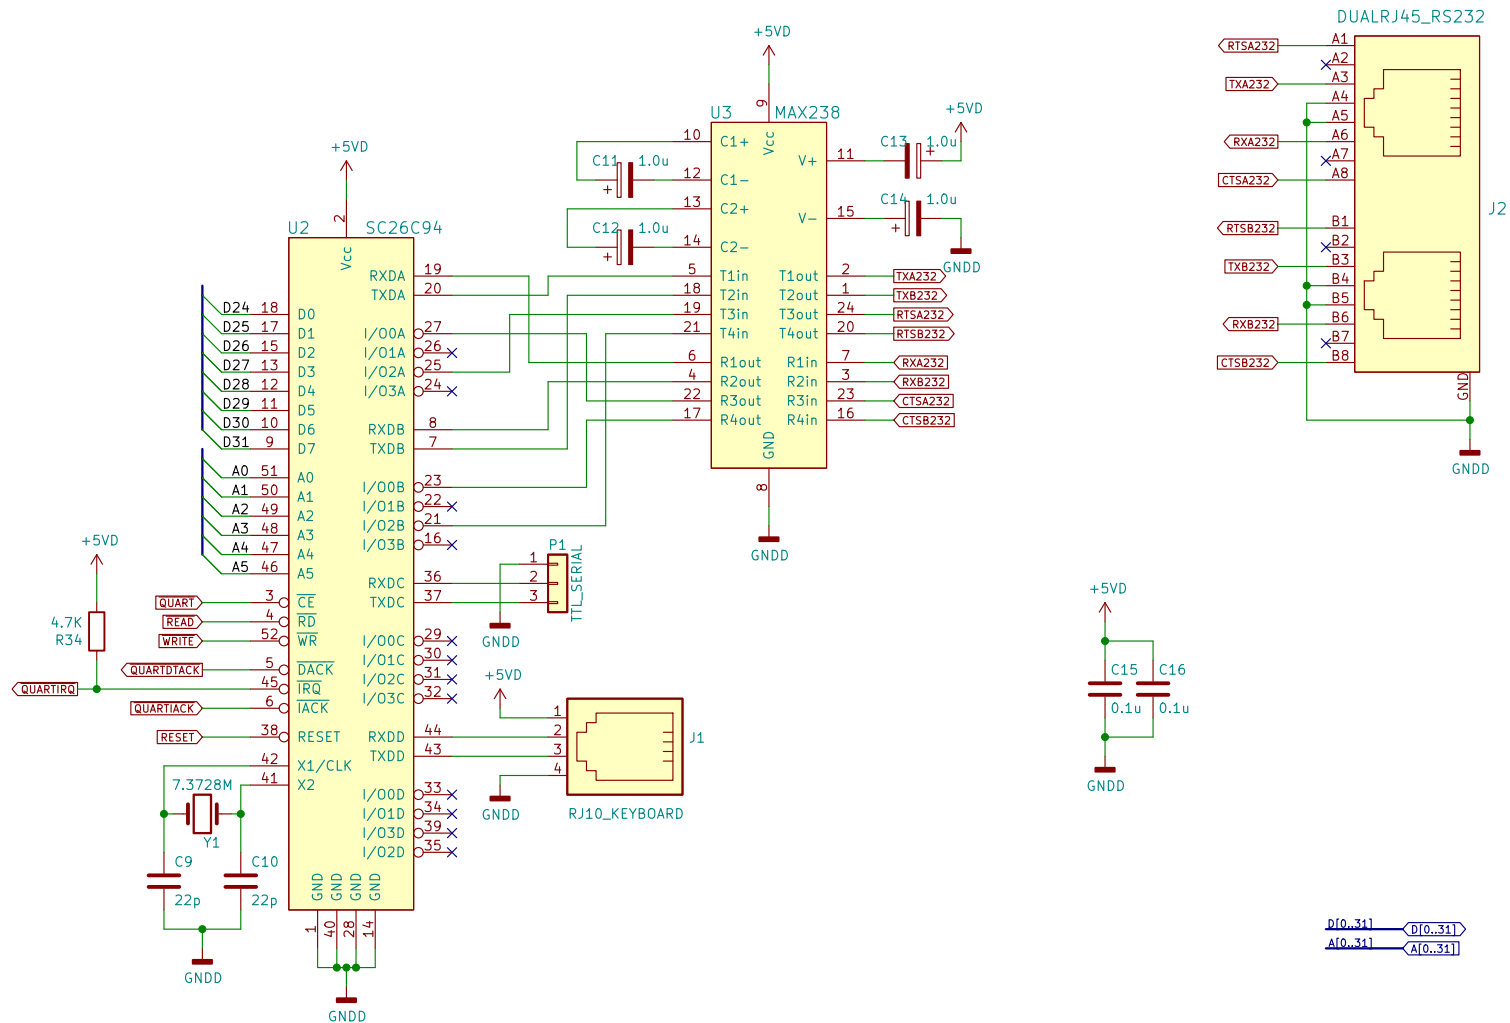 DUALRJ45_RS232
RTSA232
A1
A2
TXA232
A3
A4
A5
RXA232
A6
A7
CTSA232
A8
J2
RTSB232
B1
B2
TXB232
B3
B4
B5
RXB232
B6
B7
CTSB232
B8
GND
GNDD
+5VD
9
U3
MAX238
Vcc
10
C1+
C11
1.0u
+
12
C1-
13
C2+
C12
1.0u
+
14
C2-
5
T1in
18
T2in
19
T3in
21
T4in
6
R1out
4
R2out
22
R3out
17
R4out
V+
11
C13
1.0u
+
+5VD
V-
15
C14
1.0u
+
GNDD
T1out
2
TXA232
T2out
1
TXB232
T3out
24
RTSA232
T4out
20
RTSB232
R1in
7
RXA232
R2in
3
RXB232
R3in
23
CTSA232
R4in
16
CTSB232
GND
8
GNDD
+5VD
2
U2
SC26C94
Vcc
D24 18 D0
D25 17 D1
D26 15 D2
D27 13 D3
D28 12 D4
D29 11 D5
D30 10 D6
D31 9 D7
A0 51 A0
A1 50 A1
A2 49 A2
A3 48 A3
A4 47 A4
A5 46 A5
QUART 3 CE
READ 4 RD
WRITE 52 WR
QUARTDTACK 5 DACK
QUARTIRQ 45 IRQ
QUARTIACK 6 IACK
RESET 38 RESET
42 X1/CLK
41 X2
+5VD
4.7K
R34
7.3728M
Y1
C9
22p
C10
22p
GNDD
RXDA 19
TXDA 20
I/O0A 27
I/O1A 26
I/O2A 25
I/O3A 24
RXDB 8
TXDB 7
I/O0B 23
I/O1B 22
I/O2B 21
I/O3B 16
RXDC 36
TXDC 37
I/O0C 29
I/O1C 30
I/O2C 31
I/O3C 32
RXDD 44
TXDD 43
I/O0D 33
I/O1D 34
I/O3D 39
I/O2D 35
GND
GND
GND
GND
1
40
28
14
GNDD
P1
1
2
3
TTL_SERIAL
GNDD
+5VD
1
2
3
4
J1
GNDD
RJ10_KEYBOARD
+5VD
C15
0.1u
C16
0.1u
GNDD
D[0..31]
D[0..31]
A[0..31]
A[0..31]